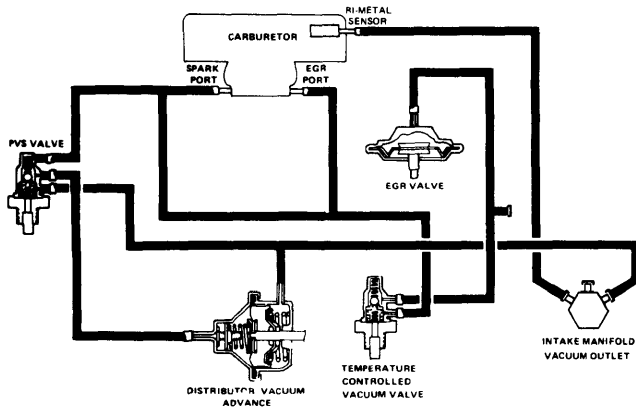 RI-METAL
SENSOR
CARBURETOR
SPARK
PORT
EGR
PORT
PVS VALVE
EGR VALVE
DISTRIBUTOR VACUUM
ADVANCE
TEMPERATURE
CONTROLLED
VACUUM VALVE
INTAKE MANIFOLD
VACUUM OUTLET